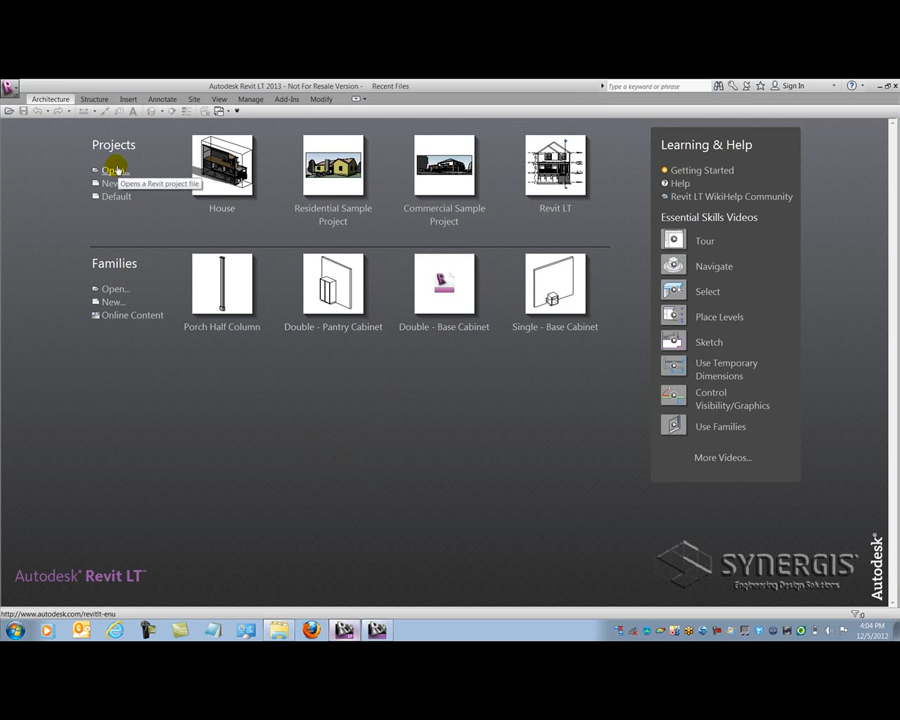 Autodesk Revit LT 2013 - Not For Resale Version - Recent Files
Type a keyword or phrase
Sign In
Architecture Structure Insert Annotate Site View Manage Add-Ins Modify
Projects
Open...
New
Opens a Revit project file
Default
House
Residential Sample
Project
Commercial Sample
Project
Revit LT
Families
Open...
New...
Online Content
Porch Half Column
Double - Pantry Cabinet
Double - Base Cabinet
Single - Base Cabinet
Learning & Help
Getting Started
Help
Revit LT WikiHelp Community
Essential Skills Videos
Tour
Navigate
Select
Place Levels
Sketch
Use Temporary
Dimensions
Control
Visibility/Graphics
Use Families
More Videos...
Autodesk® Revit LT™
SYNERGIS®
Engineering Design Solutions
Autodesk®
http://www.autodesk.com/revitlt-enu
:0
4:04 PM
12/5/2012